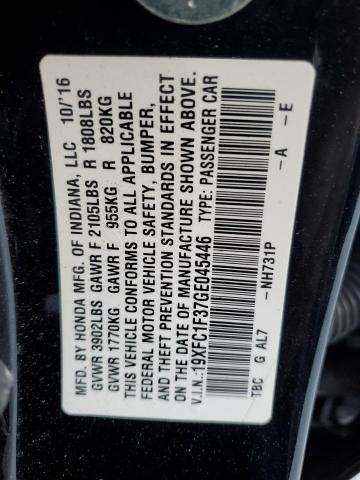 MFD. BY HONDA MFG. OF INDIANA, LLC 10/'16
GVWR 3902LBS GAWR F 2105LBS R 1808LBS
GVWR 1770KG GAWR F 955KG R 820KG
THIS VEHICLE CONFORMS TO ALL APPLICABLE
FEDERAL MOTOR VEHICLE SAFETY, BUMPER,
AND THEFT PREVENTION STANDARDS IN EFFECT
ON THE DATE OF MANUFACTURE SHOWN ABOVE.
V.I.N.:19XFC1F37GE045446 TYPE: PASSENGER CAR
TBC G AL7 -NH731P -A -E